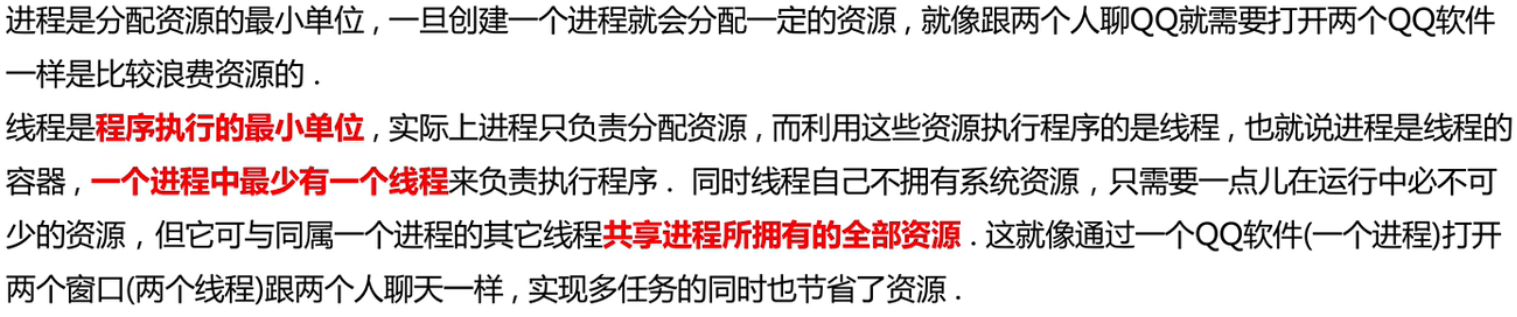 进程是分配资源的最小单位 , 一旦创建一个进程就会分配一定的资源 , 就像跟两个人聊QQ就需要打开两个QQ软件
一样是比较浪费资源的 .
线程是程序执行的最小单位 , 实际上进程只负责分配资源 , 而利用这些资源执行程序的是线程 , 也就说进程是线程的
容器 , 一个进程中最少有一个线程来负责执行程序 . 同时线程自己不拥有系统资源 , 只需要一点儿在运行中必不可
少的资源 , 但它可与同属一个进程的其它线程共享进程所拥有的全部资源 . 这就像通过一个QQ软件(一个进程)打开
两个窗口(两个线程)跟两个人聊天一样 , 实现多任务的同时也节省了资源 .